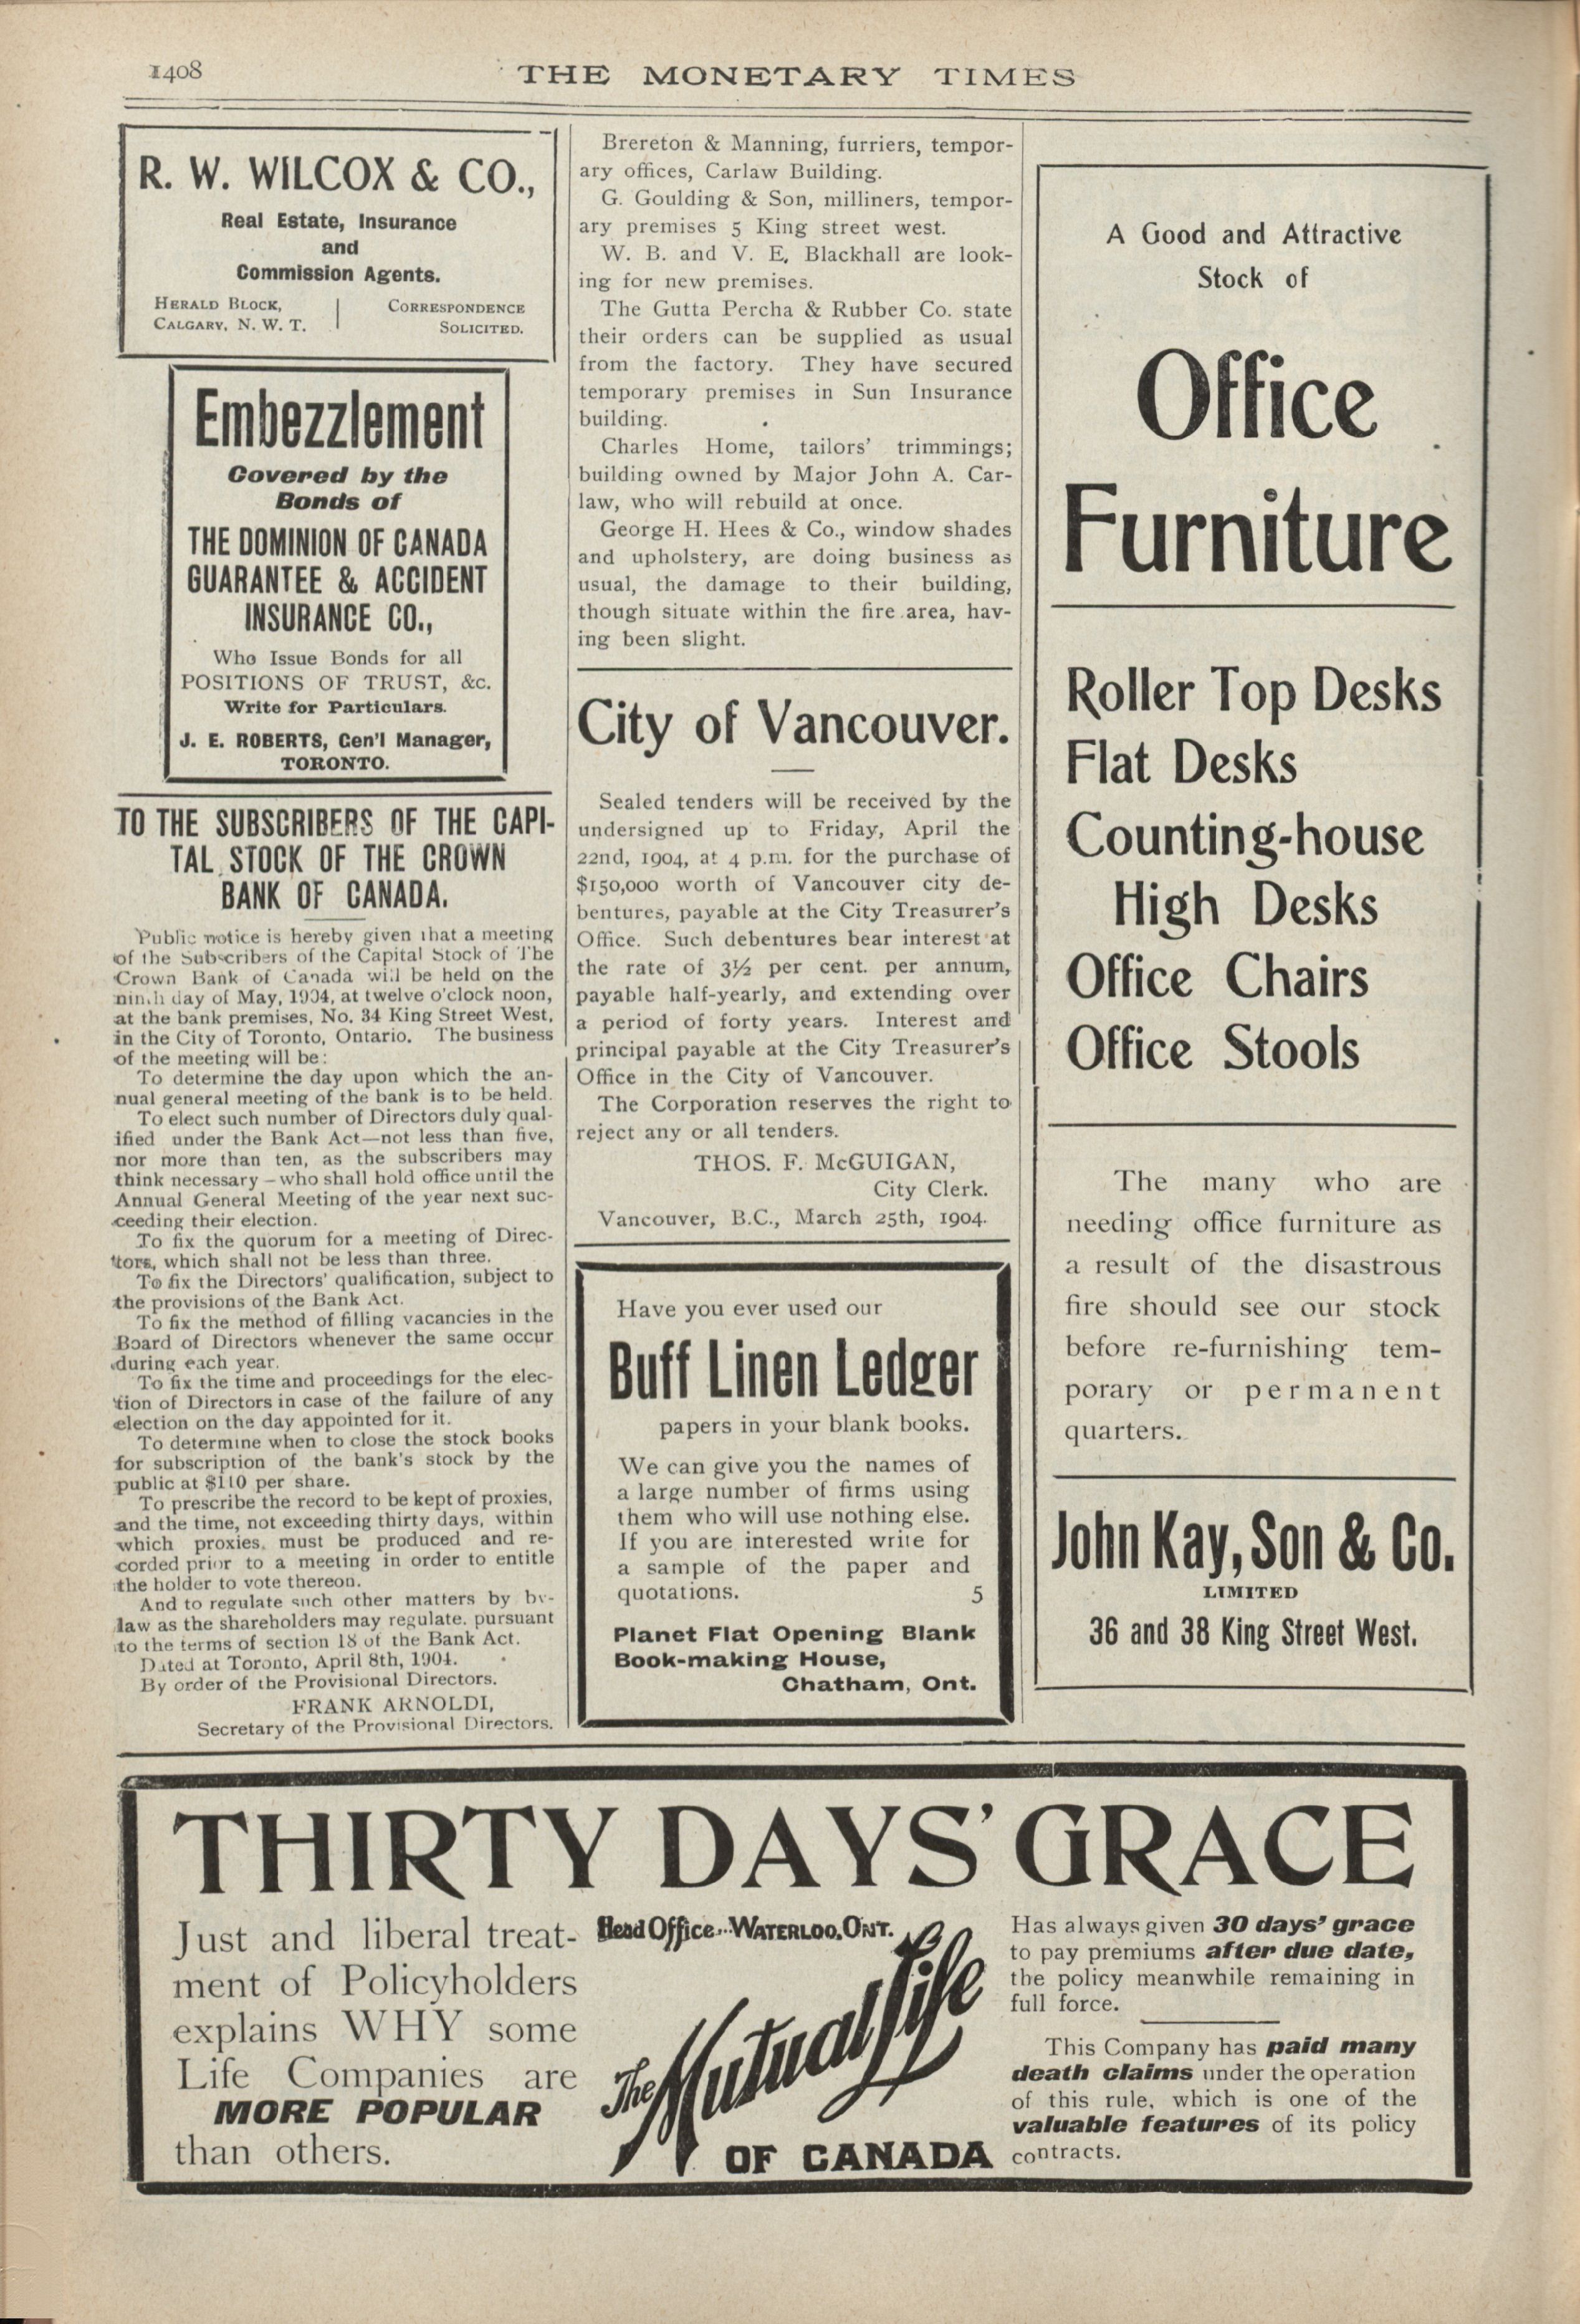 1408
THE MONETARY TIMES
R. W. WILCOX & CO.,
Real Estate, Insurance
and
Commission Agents.
HERALD BLOCK,
CALGARY, N. W. T.
CORRESPONDENCE
SOLICITED.
Embezzlement
Covered by the
Bonds of
THE DOMINION OF CANADA
GUARANTEE & ACCIDENT
INSURANCE CO.,
Who Issue Bonds for all
POSITIONS OF TRUST, &c.
Write for Particulars.
J. E. ROBERTS, Gen'l Manager,
TORONTO.
TO THE SUBSCRIBERS OF THE CAPI-
TAL STOCK OF THE CROWN
BANK OF CANADA.
Public notice is hereby given that a meeting
of the Subscribers of the Capital Stock of The
Crown Bank of Canada will be held on the
ninth day of May, 1904, at twelve o'clock noon,
at the bank premises, No. 34 King Street West,
in the City of Toronto, Ontario. The business
of the meeting will be:
To determine the day upon which the an-
nual general meeting of the bank is to be held.
To elect such number of Directors duly qual-
ified under the Bank Act—not less than five,
nor more than ten, as the subscribers may
think necessary—who shall hold office until the
Annual General Meeting of the year next suc-
ceeding their election.
To fix the quorum for a meeting of Direc-
tors, which shall not be less than three.
To fix the Directors' qualification, subject to
the provisions of the Bank Act.
To fix the method of filling vacancies in the
Board of Directors whenever the same occur
during each year.
To fix the time and proceedings for the elec-
tion of Directors in case of the failure of any
election on the day appointed for it.
To determine when to close the stock books
for subscription of the bank's stock by the
public at $110 per share.
To prescribe the record to be kept of proxies,
and the time, not exceeding thirty days, within
which proxies must be produced and re-
corded prior to a meeting in order to entitle
the holder to vote thereon.
And to regulate such other matters by by-
law as the shareholders may regulate, pursuant
to the terms of section 18 of the Bank Act.
Dated at Toronto, April 8th, 1904.
By order of the Provisional Directors.
FRANK ARNOLDI,
Secretary of the Provisional Directors.
Brereton & Manning, furriers, tempor-
ary offices, Carlaw Building.
G. Goulding & Son, milliners, tempor-
ary premises 5 King street west.
W. B. and V. E. Blackhall are look-
ing for new premises.
The Gutta Percha & Rubber Co. state
their orders can be supplied as usual
from the factory. They have secured
temporary premises in Sun Insurance
building.
Charles Home, tailors' trimmings;
building owned by Major John A. Car-
law, who will rebuild at once.
George H. Hees & Co., window shades
and upholstery, are doing business as
usual, the damage to their building,
though situate within the fire area, hav-
ing been slight.
City of Vancouver.
Sealed tenders will be received by the
undersigned up to Friday, April the
22nd, 1904, at 4 p.m. for the purchase of
$150,000 worth of Vancouver city de-
bentures, payable at the City Treasurer's
Office. Such debentures bear interest at
the rate of 3½ per cent. per annum,
payable half-yearly, and extending over
a period of forty years. Interest and
principal payable at the City Treasurer's
Office in the City of Vancouver.
The Corporation reserves the right to
reject any or all tenders.
THOS. F. McGUIGAN,
City Clerk.
Vancouver, B.C., March 25th, 1904.
Have you ever used our
Buff Linen Ledger
papers in your blank books.
We can give you the names of
a large number of firms using
them who will use nothing else.
If you are interested write for
a sample of the paper and
quotations. 5
Planet Flat Opening Blank
Book-making House,
Chatham, Ont.
A Good and Attractive
Stock of
Office
Furniture
Roller Top Desks
Flat Desks
Counting-house
High Desks
Office Chairs
Office Stools
The many who are
needing office furniture as
a result of the disastrous
fire should see our stock
before re-furnishing tem-
porary or permanent
quarters.
John Kay, Son & Co.
LIMITED
36 and 38 King Street West.
THIRTY DAYS' GRACE
Just and liberal treat-
ment of Policyholders
explains WHY some
Life Companies are
MORE POPULAR
than others.
Head Office... WATERLOO, ONT.
The Mutual Life
OF CANADA
Has always given 30 days' grace
to pay premiums after due date,
the policy meanwhile remaining in
full force.
This Company has paid many
death claims under the operation
of this rule, which is one of the
valuable features of its policy
contracts.